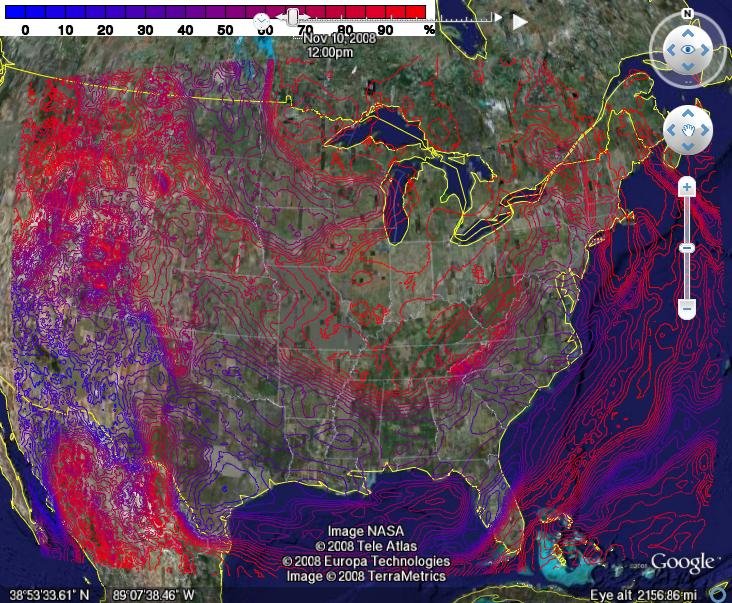 0 10 20 30 40 50 60 70 80 90 %
Nov 10, 2008
12:00pm
N
Image NASA
© 2008 Tele Atlas
© 2008 Europa Technologies
Image © 2008 TerraMetrics
Google
38°53'33.61" N 89°07'38.46" W
Eye alt 2156.86 mi